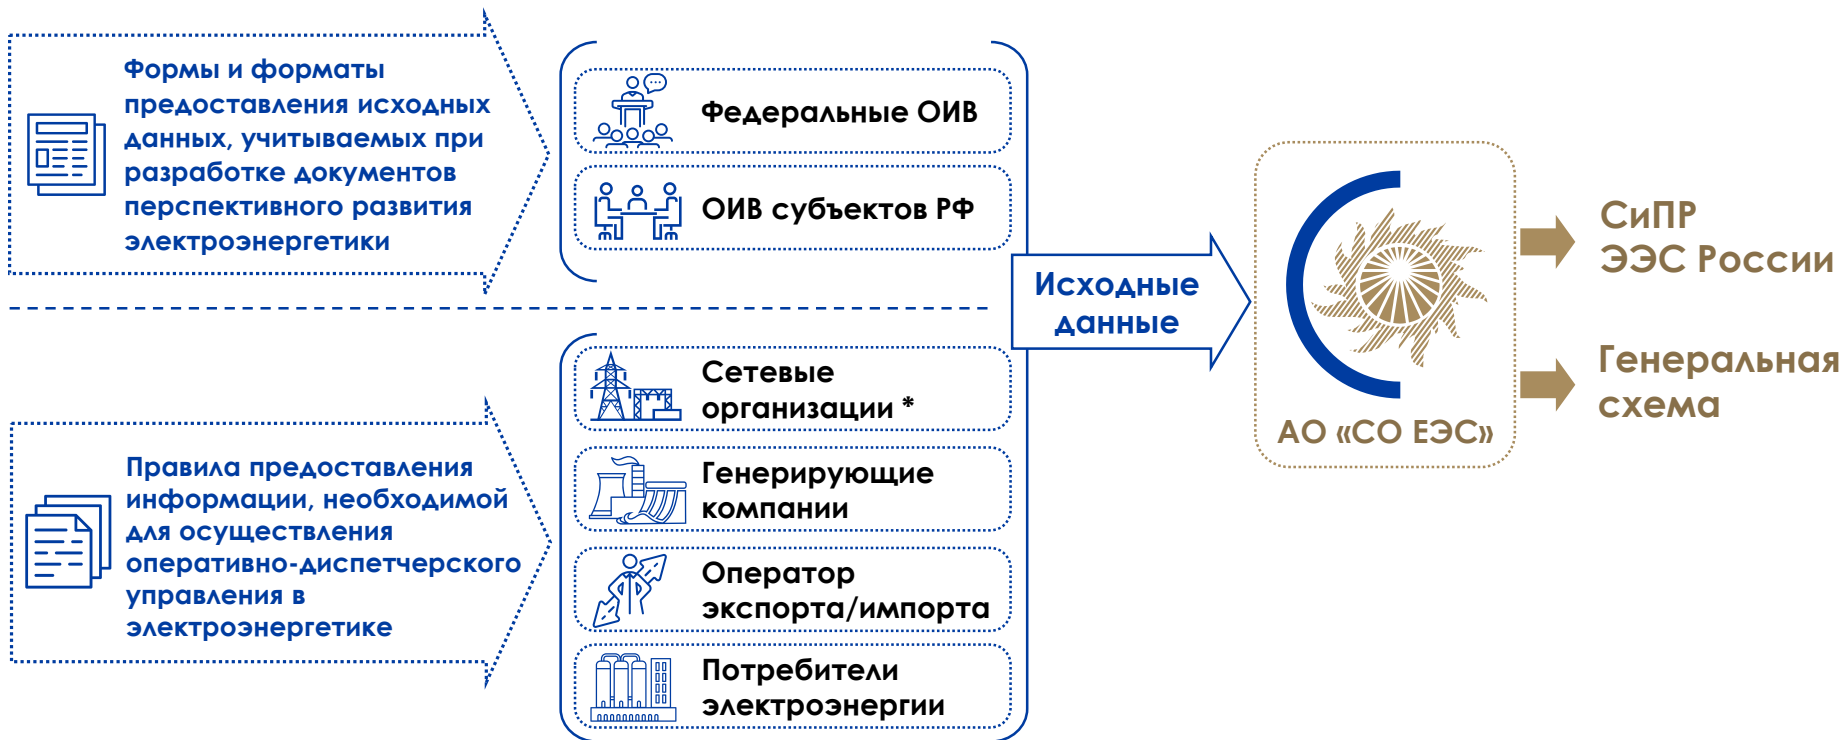 Формы и форматы
предоставления исходных
данных, учитываемых при
разработке документов
перспективного развития
электроэнергетики
Федеральные ОИВ
ОИВ субъектов РФ
Правила предоставления
информации, необходимой
для осуществления
оперативно-диспетчерского
управления в
электроэнергетике
Сетевые
организации *
Генерирующие
компании
Оператор
экспорта/импорта
Потребители
электроэнергии
Исходные
данные
АО «СО ЕЭС»
СиПР
ЭЭС России
Генеральная
схема